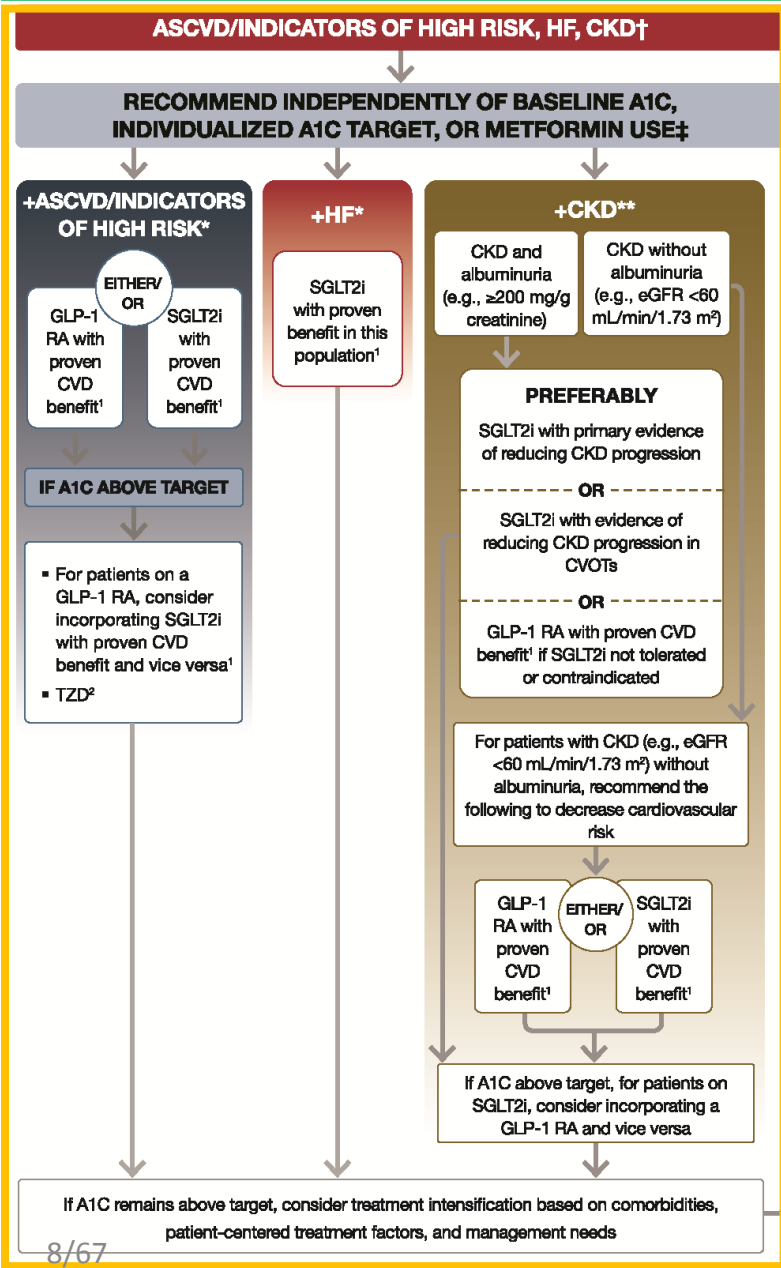 ASCVD/INDICATORS OF HIGH RISK, HF, CKD†
RECOMMEND INDEPENDENTLY OF BASELINE A1C,
INDIVIDUALIZED A1C TARGET, OR METFORMIN USE‡
+ASCVD/INDICATORS
OF HIGH RISK*
EITHER/
OR
GLP-1
RA with
proven
CVD
benefit¹
SGLT2i
with
proven
CVD
benefit¹
IF A1C ABOVE TARGET
▪ For patients on a
GLP-1 RA, consider
incorporating SGLT2i
with proven CVD
benefit and vice versa¹
▪ TZD²
+HF*
SGLT2i
with proven
benefit in this
population¹
+CKD**
CKD and
albuminuria
(e.g., ≥200 mg/g
creatinine)
CKD without
albuminuria
(e.g., eGFR <60
mL/min/1.73 m²)
PREFERABLY
SGLT2i with primary evidence
of reducing CKD progression
OR
SGLT2i with evidence of
reducing CKD progression in
CVOTs
OR
GLP-1 RA with proven CVD
benefit¹ if SGLT2i not tolerated
or contraindicated
For patients with CKD (e.g., eGFR
<60 mL/min/1.73 m²) without
albuminuria, recommend the
following to decrease cardiovascular
risk
GLP-1
RA with
proven
CVD
benefit¹
EITHER/
OR
SGLT2i
with
proven
CVD
benefit¹
If A1C above target, for patients on
SGLT2i, consider incorporating a
GLP-1 RA and vice versa
If A1C remains above target, consider treatment intensification based on comorbidities,
patient-centered treatment factors, and management needs
8/67